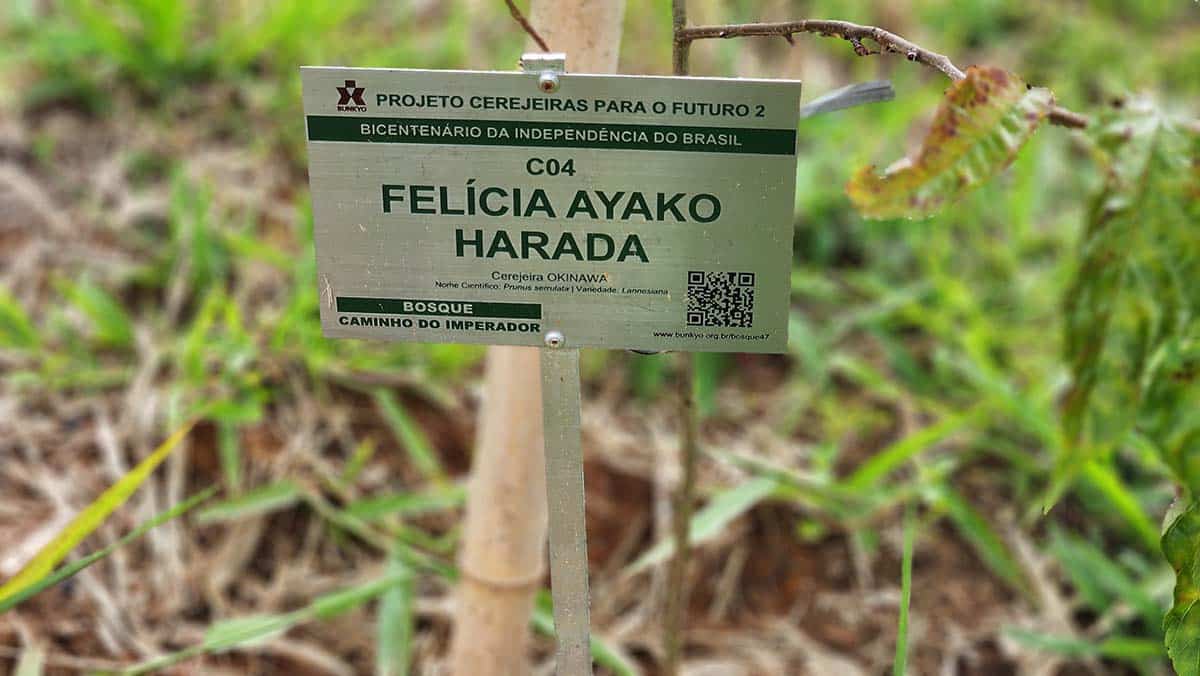 BUNKYO
PROJETO CEREJEIRAS PARA O FUTURO 2
BICENTENÁRIO DA INDEPENDÊNCIA DO BRASIL
C04
FELÍCIA AYAKO
HARADA
Cerejeira OKINAWA
Nome Científico: Prunus serrulata | Variedade: Lannesiana
BOSQUE
CAMINHO DO IMPERADOR
www.bunkyo.org.br/bosque47